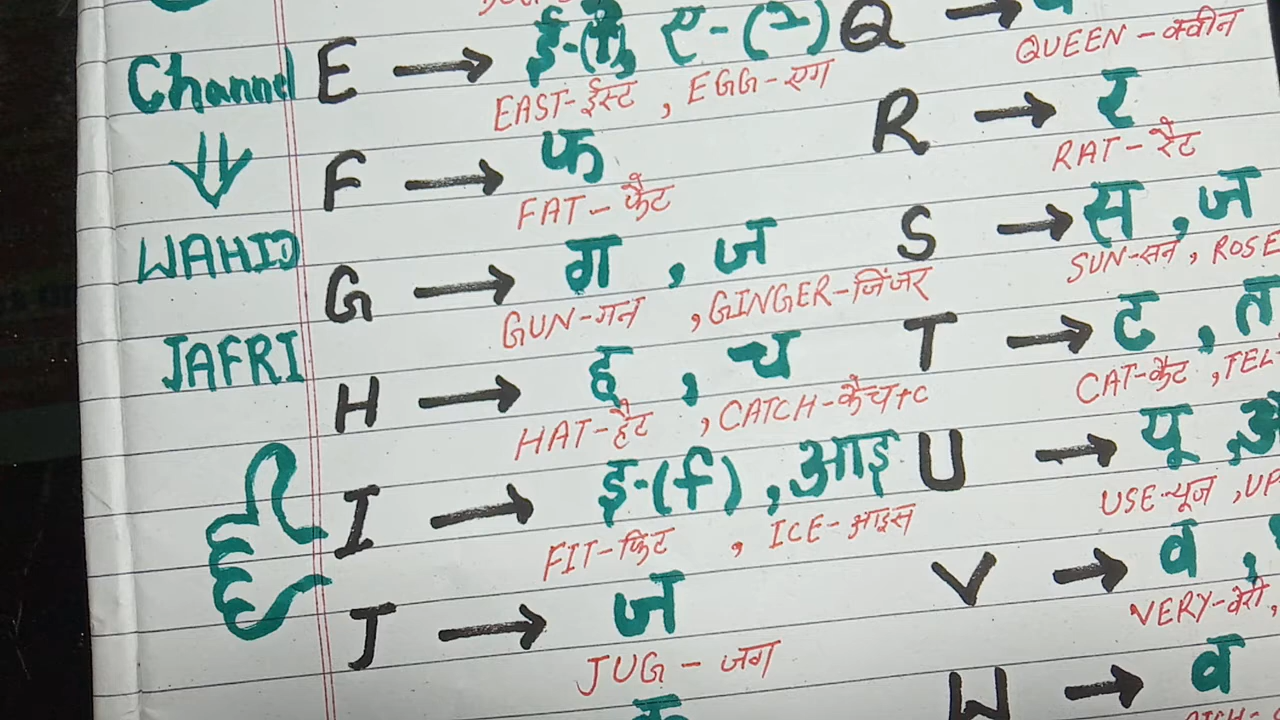 Channel
WAHID
JAFRI
E → ई-(ी), ए-(े)
EAST-ईस्ट , EGG-एग
F → फ
FAT - फैट
G → ग , ज
GUN-गन , GINGER-जिंजर
H → ह , च
HAT-हैट , CATCH-कैच+c
I → इ-(ि) , आइ
FIT-फिट , ICE-आइस
J → ज
JUG - जग
Q →
QUEEN - क्वीन
R → र
RAT - रैट
S → स , ज
SUN-सन , ROSE
T → ट , त
CAT-कैट , TEL
U → यू ,
USE-यूज , UP
V → व ,
VERY-वेरी ,
W → व